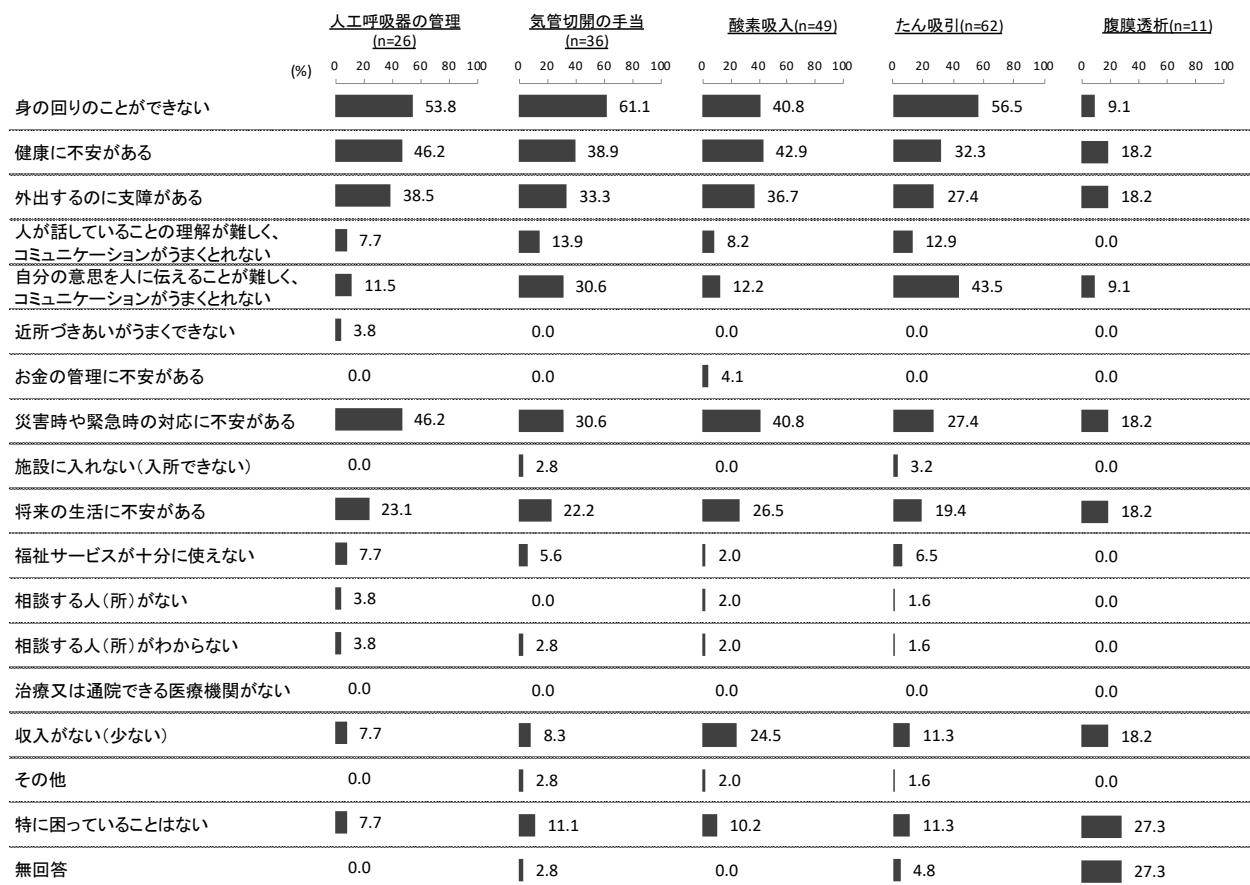 人工呼吸器の管理 気管切開の手当 酸素吸入(n=49) たん吸引(n=62) 腹膜透析(n=11)
(n=26) (n=36)
(%) 0 20 40 60 80 100 0 20 40 60 80 100 0 20 40 60 80 100 0 20 40 60 80 100 0 20 40 60 80 100
身の回りのことができない 53.8 61.1 40.8 56.5 9.1
健康に不安がある 46.2 38.9 42.9 32.3 18.2
外出するのに支障がある 38.5 33.3 36.7 27.4 18.2
人が話していることの理解が難しく、
コミュニケーションがうまくとれない 7.7 13.9 8.2 12.9 0.0
自分の意思を人に伝えることが難しく、
コミュニケーションがうまくとれない 11.5 30.6 12.2 43.5 9.1
近所づきあいがうまくできない 3.8 0.0 0.0 0.0 0.0
お金の管理に不安がある 0.0 0.0 4.1 0.0 0.0
災害時や緊急時の対応に不安がある 46.2 30.6 40.8 27.4 18.2
施設に入れない(入所できない) 0.0 2.8 0.0 3.2 0.0
将来の生活に不安がある 23.1 22.2 26.5 19.4 18.2
福祉サービスが十分に使えない 7.7 5.6 2.0 6.5 0.0
相談する人(所)がない 3.8 0.0 2.0 1.6 0.0
相談する人(所)がわからない 3.8 2.8 2.0 1.6 0.0
治療又は通院できる医療機関がない 0.0 0.0 0.0 0.0 0.0
収入がない(少ない) 7.7 8.3 24.5 11.3 18.2
その他 0.0 2.8 2.0 1.6 0.0
特に困っていることはない 7.7 11.1 10.2 11.3 27.3
無回答 0.0 2.8 0.0 4.8 27.3